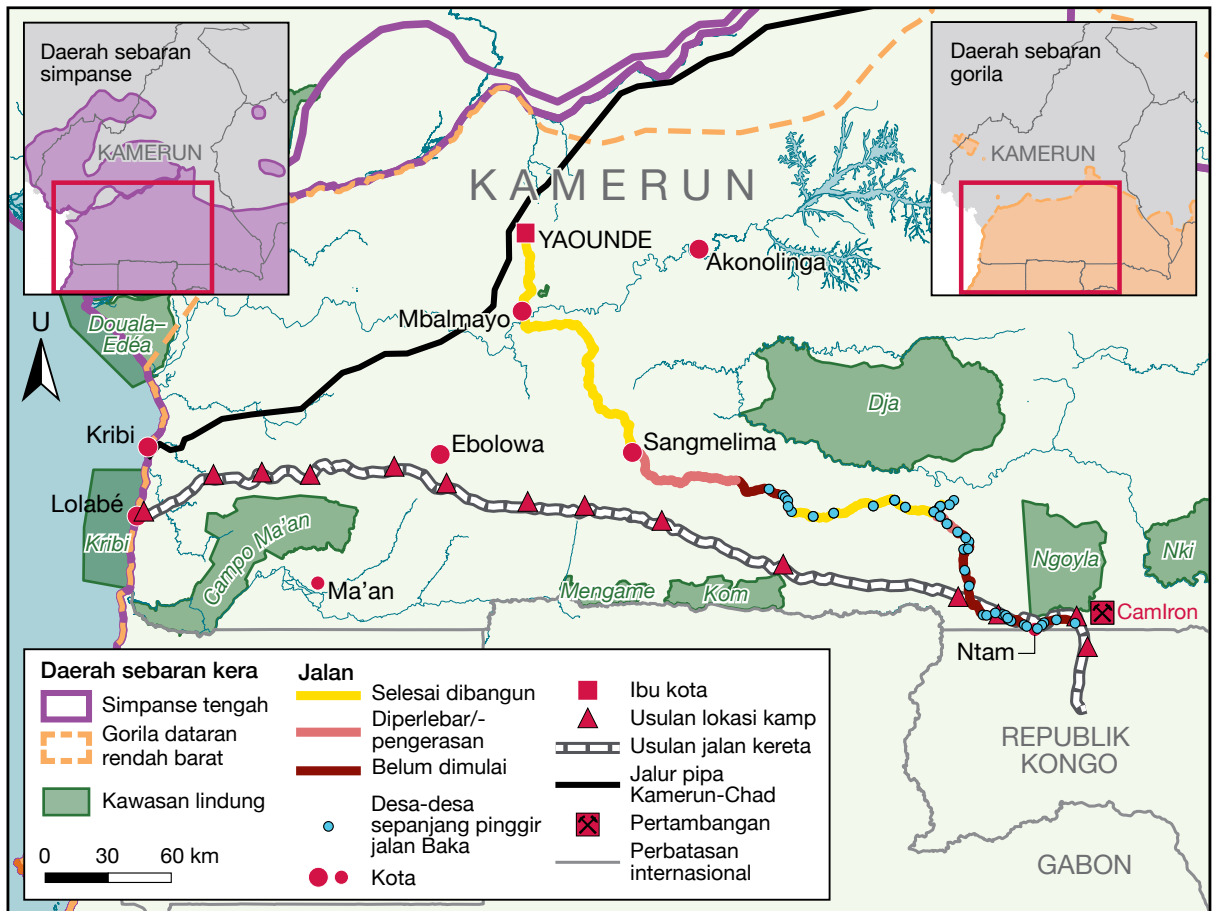 Daerah sebaran
simpanse
KAMERUN
Daerah sebaran
gorila
KAMERUN
KAMERUN
YAOUNDE
Akonolinga
Mbalmayo
Douala–
Edéa
U
Dja
Kribi
Ebolowa
Sangmelima
Lolabé
Kribi
Campo Ma'an
Ma'an
Mengame
Kom
Ngoyla
Nki
CamIron
Ntam
REPUBLIK
KONGO
GABON
Daerah sebaran kera
Simpanse tengah
Gorila dataran
rendah barat
Kawasan lindung
0 30 60 km
Jalan
Selesai dibangun
Diperlebar/-
pengerasan
Belum dimulai
Desa-desa
sepanjang pinggir
jalan Baka
Kota
Ibu kota
Usulan lokasi kamp
Usulan jalan kereta
Jalur pipa
Kamerun-Chad
Pertambangan
Perbatasan
internasional